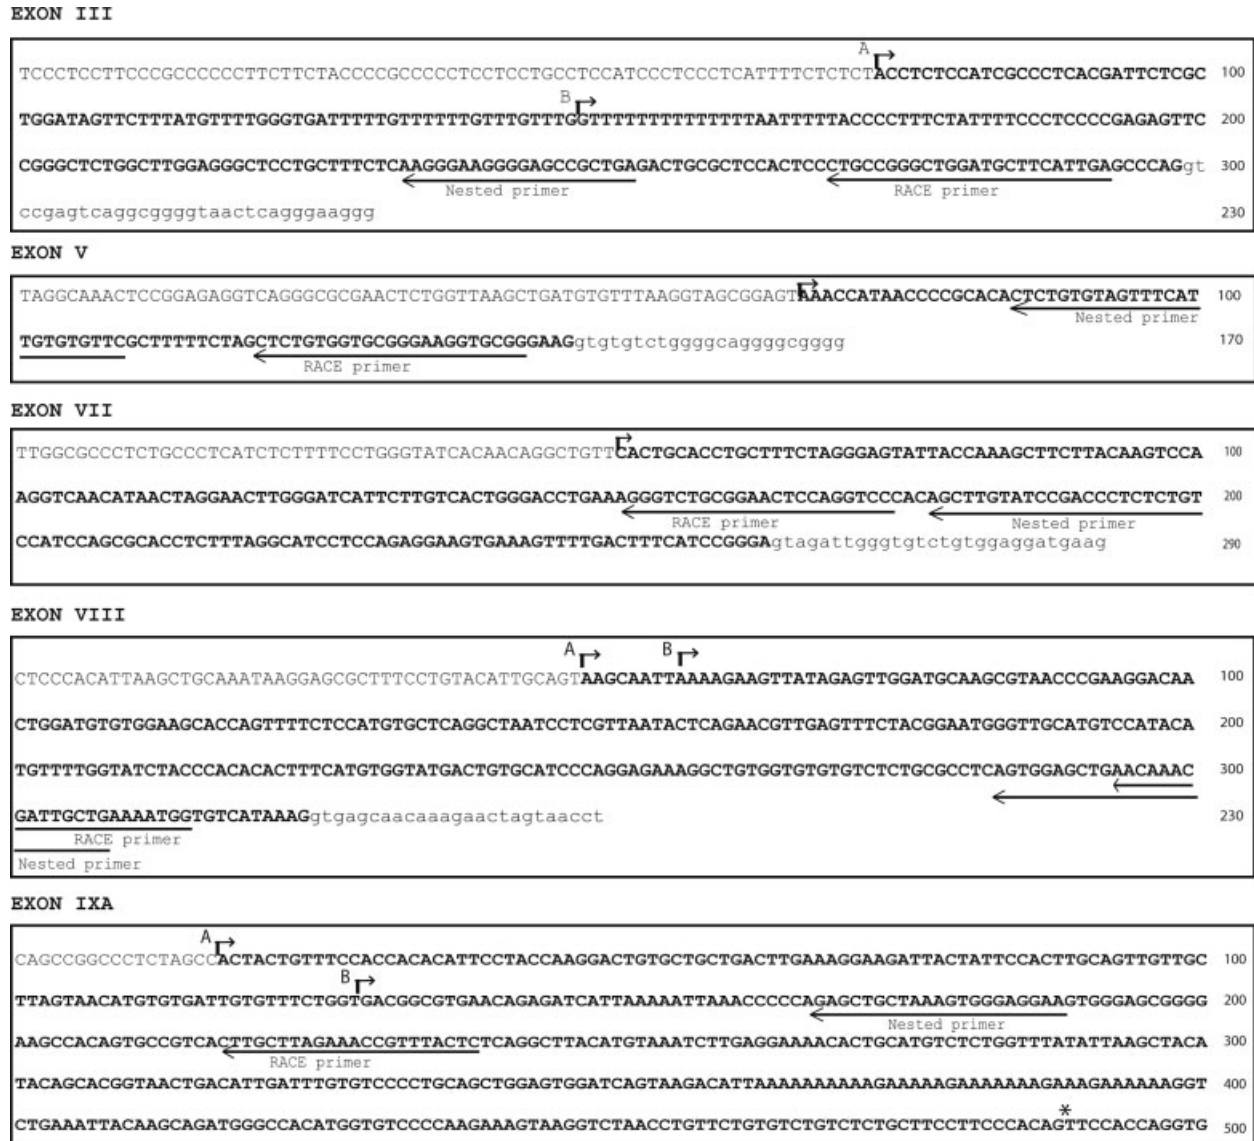 EXON III
A
TCCCTCCTTCCCGCCCCCCTTCTTCTACCCCGCCCCCTCCTCCTGCCTCCATCCCTCCCTCATTTTCTCTCTACCTCTCCATCGCCCTCACGATTCTCGC 100
B
TGGATAGTTCTTTATGTTTTGGGTGATTTTTGTTTTTTGTTTGTTTGGTTTTTTTTTTTTTTTAATTTTTACCCCTTTCTATTTTCCCTCCCCGAGAGTTC 200
CGGGCTCTGGCTTGGAGGGCTCCTGCTTTCTCAAGGGAAGGGGAGCCGCTGAGACTGCGCTCCACTCCCTGCCGGGCTGGATGCTTCATTGAGCCCAGgt 300
Nested primer RACE primer
ccgagtcaggcggggtaactcagggaaggg 230
EXON V
TAGGCAAACTCCGGAGAGGTCAGGGCGCGAACTCTGGTTAAGCTGATGTGTTTAAGGTAGCGGAGTAAACCATAACCCCGCACACTCTGTGTAGTTTCAT 100
Nested primer
TGTGTGTTCGCTTTTTCTAGCTCTGTGGTGCGGGAAGGTGCGGGAAGgtgtgtctggggcaggggcgggg 170
RACE primer
EXON VII
TTGGCGCCCTCTGCCCTCATCTCTTTTCCTGGGTATCACAACAGGCTGTTCACTGCACCTGCTTTCTAGGGAGTATTACCAAAGCTTCTTACAAGTCCA 100
AGGTCAACATAACTAGGAACTTGGGATCATTCTTGTCACTGGGACCTGAAAGGGTCTGCGGAACTCCAGGTCCCACAGCTTGTATCCGACCCTCTCTGT 200
RACE primer Nested primer
CCATCCAGCGCACCTCTTTAGGCATCCTCCAGAGGAAGTGAAAGTTTTGACTTTCATCCGGGAgtagattgggtgtctgtggaggatgaag 290
EXON VIII
A B
CTCCCACATTAAGCTGCAAATAAGGAGCGCTTTCCTGTACATTGCAGTAAGCAATTAAAAGAAGTTATAGAGTTGGATGCAAGCGTAACCCGAAGGACAA 100
CTGGATGTGTGGAAGCACCAGTTTTCTCCATGTGCTCAGGCTAATCCTCGTTAATACTCAGAACGTTGAGTTTCTACGGAATGGGTTGCATGTCCATACA 200
TGTTTTGGTATCTACCCACACACTTTCATGTGGTATGACTGTGCATCCCAGGAGAAAGGCTGTGGTGTGTGTCTCTGCGCCTCAGTGGAGCTGAACAAAC 300
GATTGCTGAAAATGGTGTCATAAAGgtgagcaacaaagaactagtaacct 230
RACE primer
Nested primer
EXON IXA
A
CAGCCGGCCCTCTAGCCACTACTGTTTCCACCACACATTCCTACCAAGGACTGTGCTGCTGACTTGAAAGGAAGATTACTATTCCACTTGCAGTTGTTGC 100
B
TTAGTAACATGTGTGATTGTGTTTCTGGTGACGGCGTGAACAGAGATCATTAAAAATTAAACCCCCAGAGCTGCTAAAGTGGGAGGAAGTGGGAGCGGGG 200
Nested primer
AAGCCACAGTGCCGTCACTTGCTTAGAAACCGTTTACTCTCAGGCTTACATGTAAATCTTGAGGAAAACACTGCATGTCTCTGGTTTATATTAAGCTACA 300
RACE primer
TACAGCACGGTAACTGACATTGATTTGTGTCCCCTGCAGCTGGAGTGGATCAGTAAGACATTAAAAAAAAAAGAAAAAGAAAAAAAGAAAGAAAAAAGGT 400
*
CTGAAATTACAAGCAGATGGGCCACATGGTGTCCCCAAGAAAGTAAGGTCTAACCTGTTCTGTGTCTGTCTCTGCTTCCTTCCCACAGTTCCACCAGGTG 500